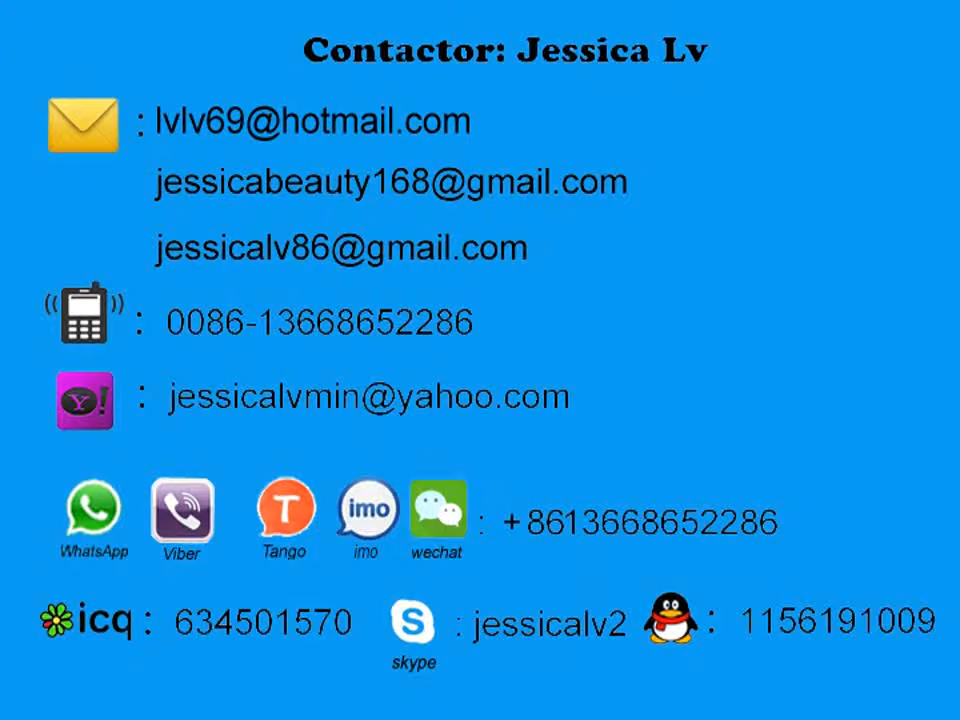 Contactor: Jessica Lv
: lvlv69@hotmail.com
jessicabeauty168@gmail.com
jessicalv86@gmail.com
: 0086-13668652286
Y! : jessicalvmin@yahoo.com
T imo : +8613668652286
WhatsApp Viber Tango imo wechat
icq : 634501570 S : jessicalv2 : 1156191009
skype